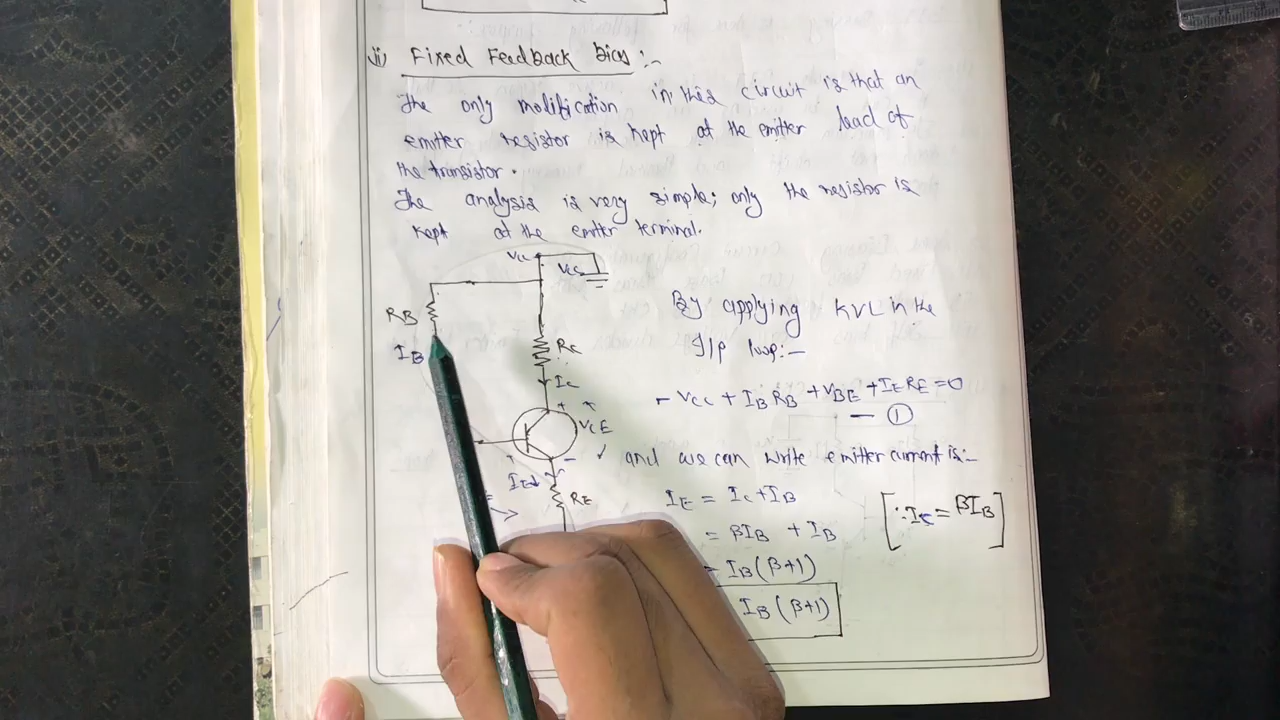 ii) Fixed Feedback Bias :-
The only modification in this circuit is that an
emitter resistor is kept at the emitter lead of
the transistor.
The analysis is very simple; only the resistor is
kept at the emitter terminal.
VCC
VCC
RB
IB
RC
IC
+
VCE
+
-
IE
RE
By applying KVL in the
I/p loop:-
- VCC + IB RB + VBE + IE RE = 0
— ①
and we can write emitter current is:-
IE = IC + IB
= βIB + IB
= IB (β+1)
IB (β+1)
[∵ IC = βIB]